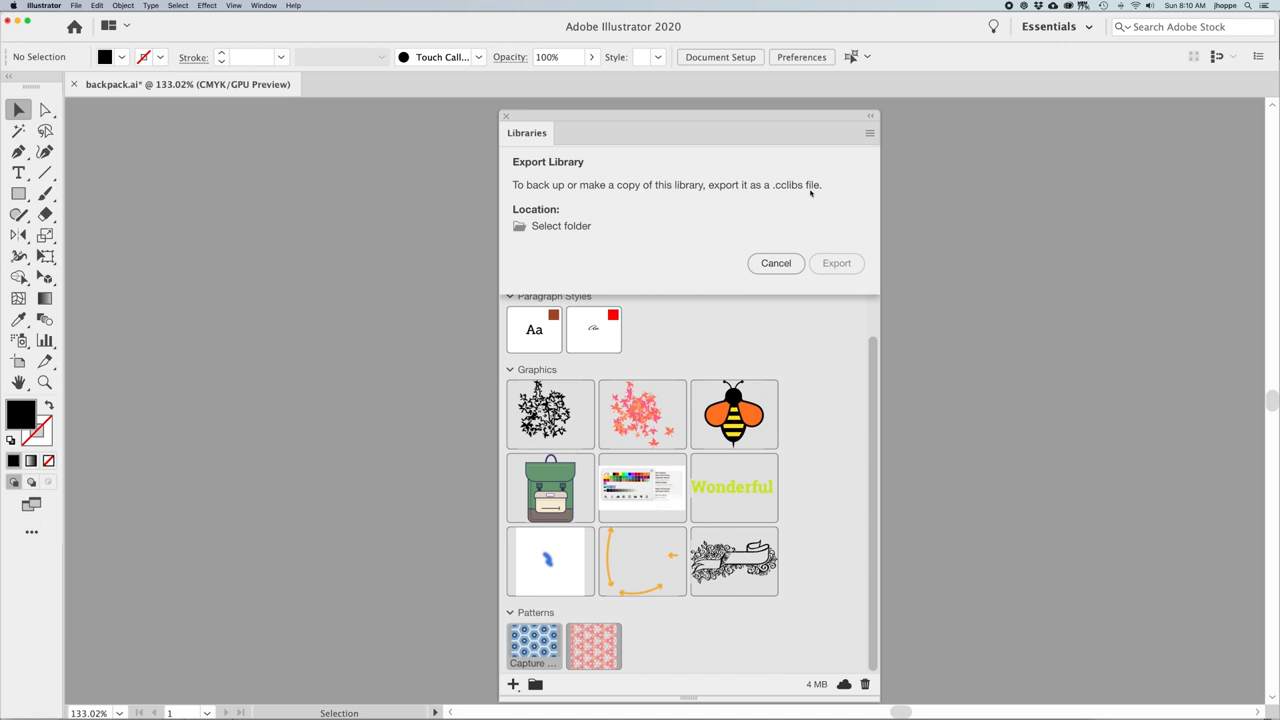 Illustrator File Edit Object Type Select Effect View Window Help
Sun 8:10 AM jhoppe
Adobe Illustrator 2020
Essentials
Search Adobe Stock
No Selection
Stroke:
Touch Call...
Opacity: 100%
Style:
Document Setup
Preferences
backpack.ai* @ 133.02% (CMYK/GPU Preview)
Libraries
Export Library
To back up or make a copy of this library, export it as a .cclibs file.
Location:
Select folder
Cancel
Export
Paragraph Styles
Aa
Graphics
Wonderful
Patterns
Capture ...
4 MB
133.02%
1
Selection